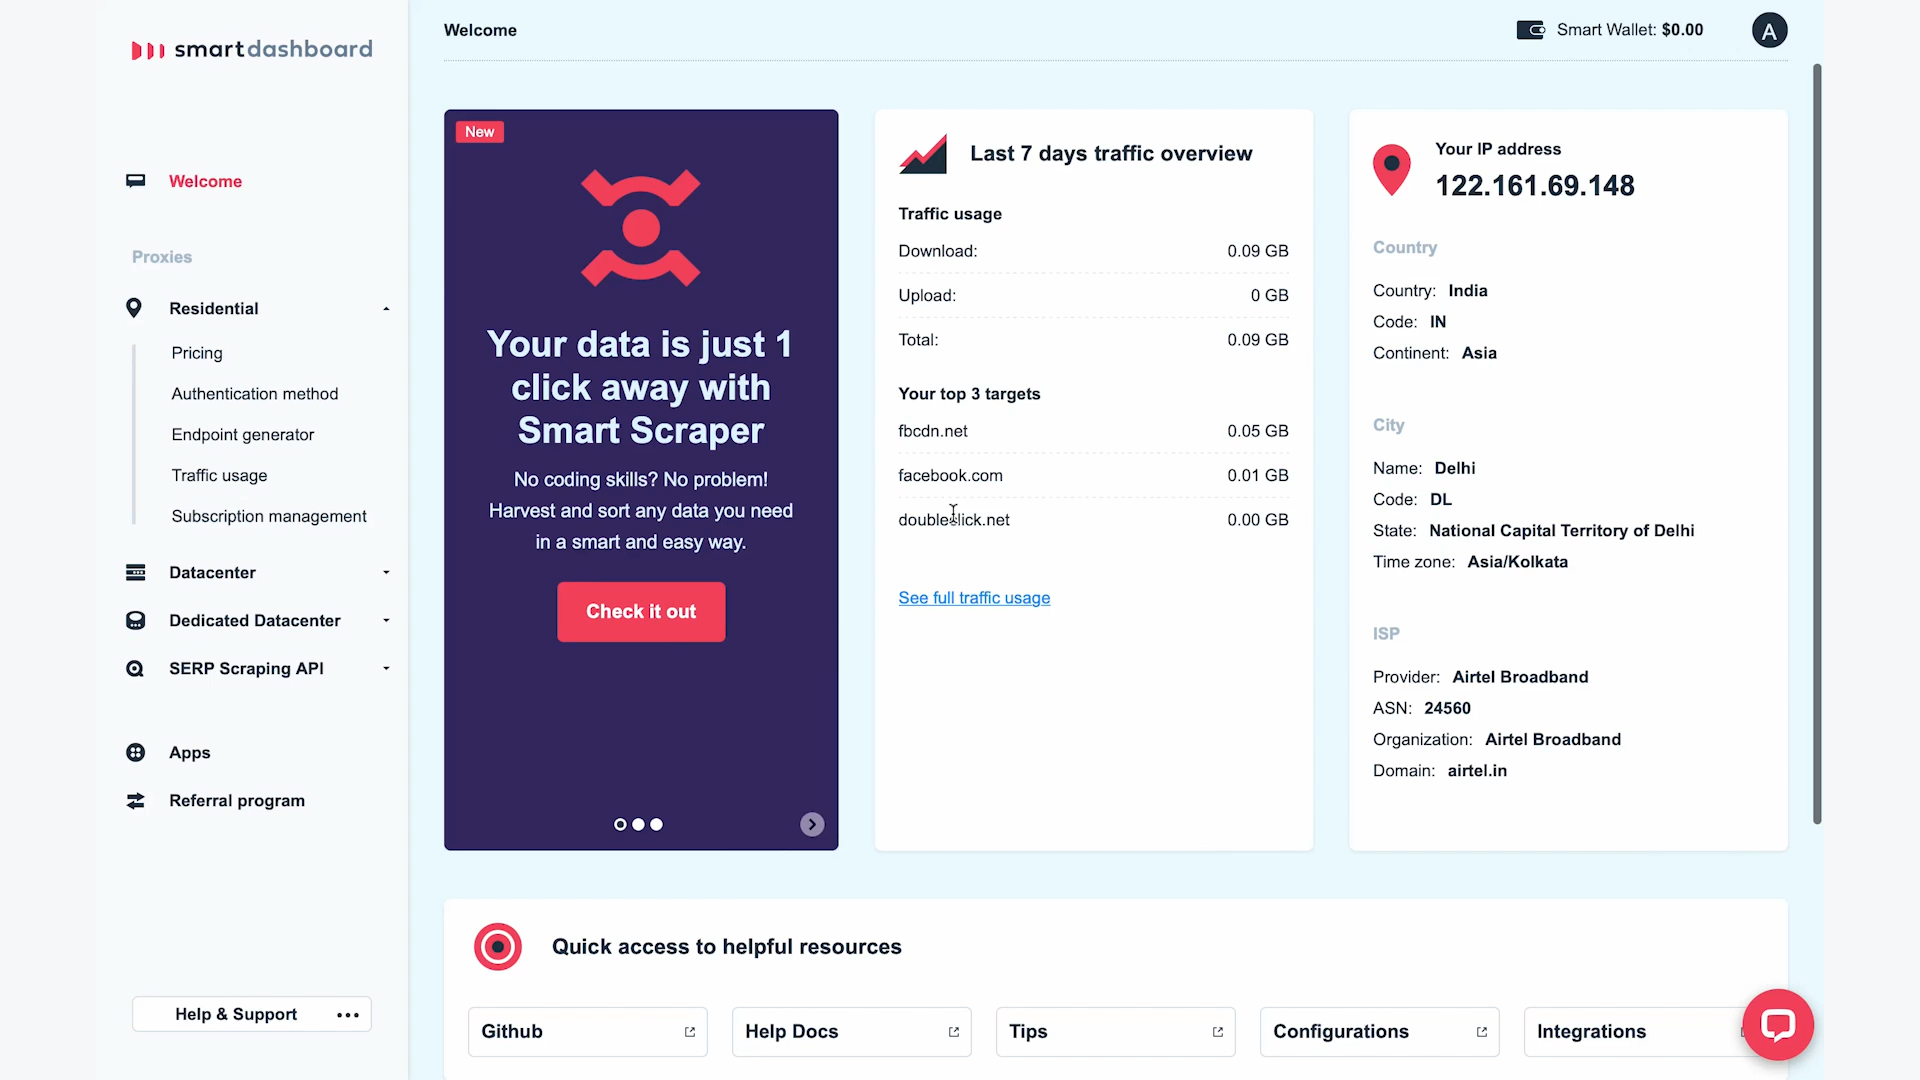 smartdashboard
Welcome
Proxies
Residential
Pricing
Authentication method
Endpoint generator
Traffic usage
Subscription management
Datacenter
Dedicated Datacenter
SERP Scraping API
Apps
Referral program
Help & Support
Welcome
Smart Wallet: $0.00
A
New
Your data is just 1
click away with
Smart Scraper
No coding skills? No problem!
Harvest and sort any data you need
in a smart and easy way.
Check it out
Last 7 days traffic overview
Traffic usage
Download: 0.09 GB
Upload: 0 GB
Total: 0.09 GB
Your top 3 targets
fbcdn.net 0.05 GB
facebook.com 0.01 GB
doubleclick.net 0.00 GB
See full traffic usage
Your IP address
122.161.69.148
Country
Country: India
Code: IN
Continent: Asia
City
Name: Delhi
Code: DL
State: National Capital Territory of Delhi
Time zone: Asia/Kolkata
ISP
Provider: Airtel Broadband
ASN: 24560
Organization: Airtel Broadband
Domain: airtel.in
Quick access to helpful resources
Github
Help Docs
Tips
Configurations
Integrations